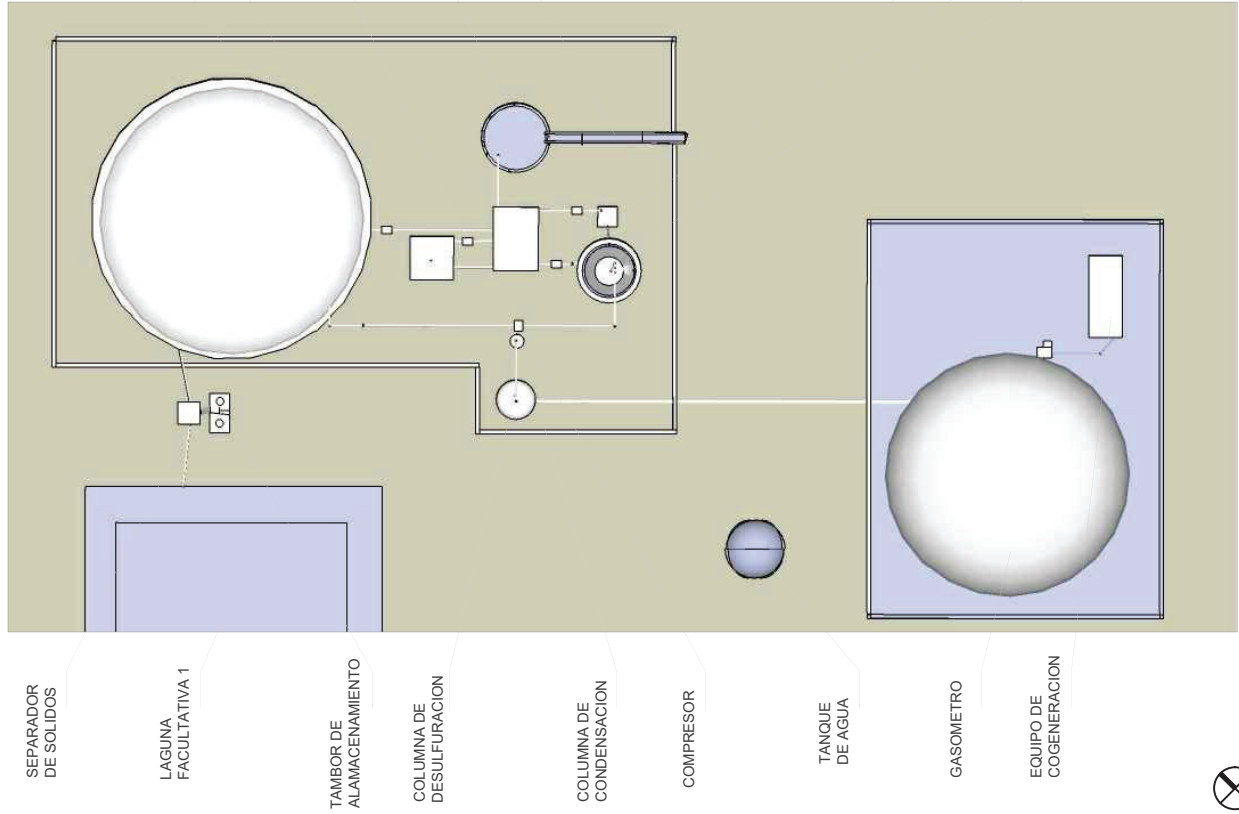 SEPARADOR
DE SOLIDOS
LAGUNA
FACULTATIVA 1
TAMBOR DE
ALAMACENAMIENTO
COLUMNA DE
DESULFURACION
COLUMNA DE
CONDENSACION
COMPRESOR
TANQUE
DE AGUA
GASOMETRO
EQUIPO DE
COGENERACION